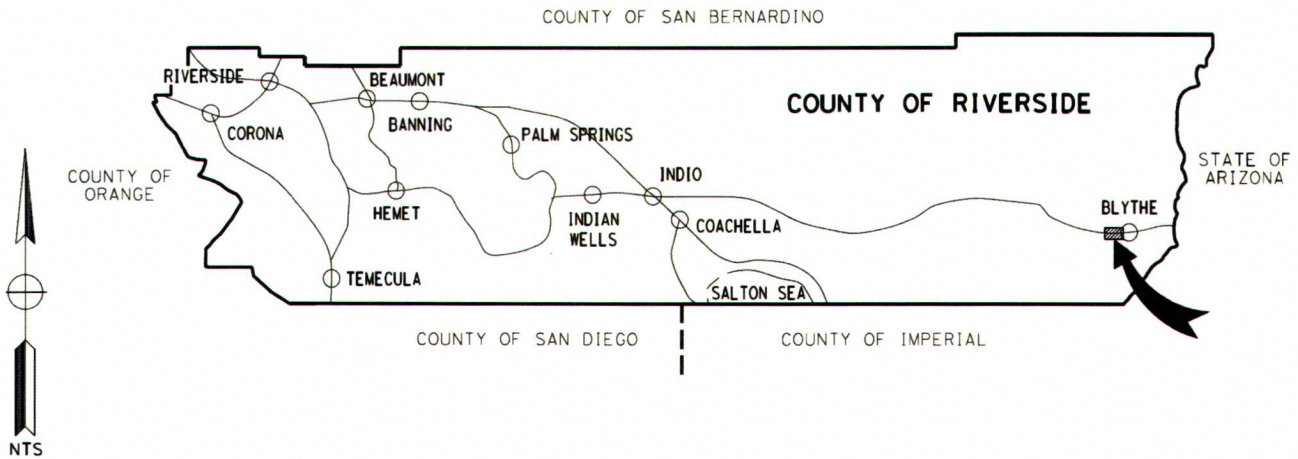 COUNTY OF SAN BERNARDINO
RIVERSIDE
BEAUMONT
COUNTY OF RIVERSIDE
CORONA
BANNING
PALM SPRINGS
STATE OF
ARIZONA
COUNTY OF
ORANGE
INDIO
HEMET
INDIAN
WELLS
COACHELLA
BLYTHE
TEMECULA
SALTON SEA
COUNTY OF SAN DIEGO
COUNTY OF IMPERIAL
NTS